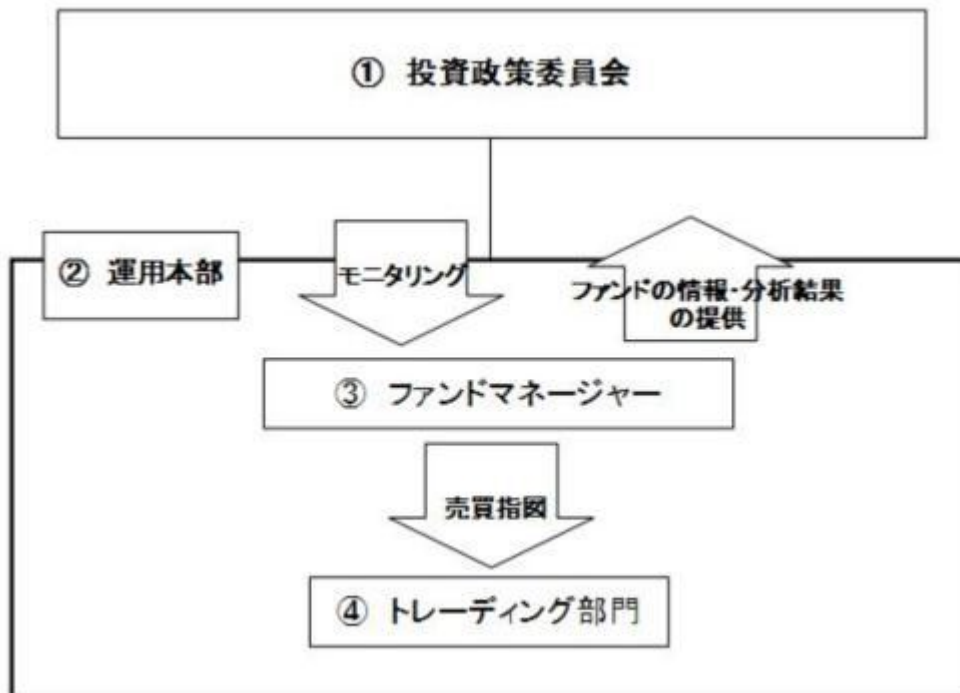 ① 投資政策委員会
② 運用本部
モニタリング
ファンドの情報・分析結果
の提供
③ ファンドマネージャー
売買指図
④ トレーディング部門